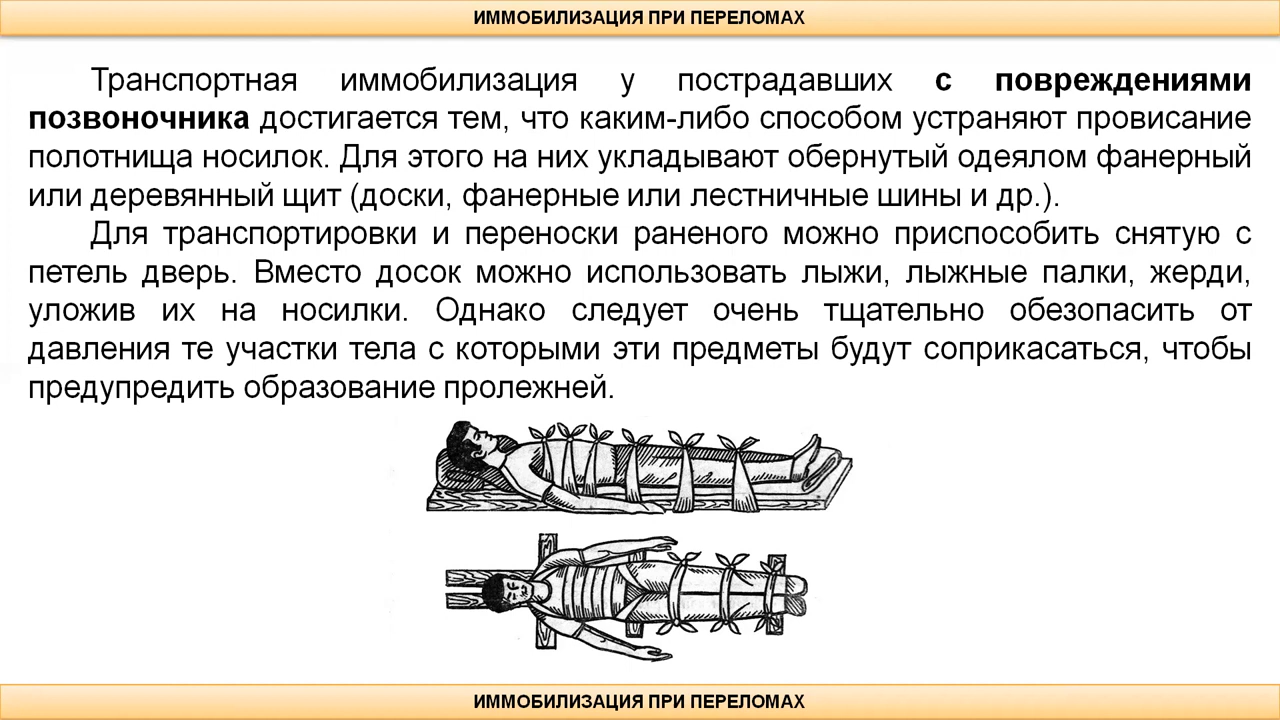 ИММОБИЛИЗАЦИЯ ПРИ ПЕРЕЛОМАХ
Транспортная иммобилизация у пострадавших с повреждениями
позвоночника достигается тем, что каким-либо способом устраняют провисание
полотнища носилок. Для этого на них укладывают обернутый одеялом фанерный
или деревянный щит (доски, фанерные или лестничные шины и др.).
Для транспортировки и переноски раненого можно приспособить снятую с
петель дверь. Вместо досок можно использовать лыжи, лыжные палки, жерди,
уложив их на носилки. Однако следует очень тщательно обезопасить от
давления те участки тела с которыми эти предметы будут соприкасаться, чтобы
предупредить образование пролежней.
ИММОБИЛИЗАЦИЯ ПРИ ПЕРЕЛОМАХ